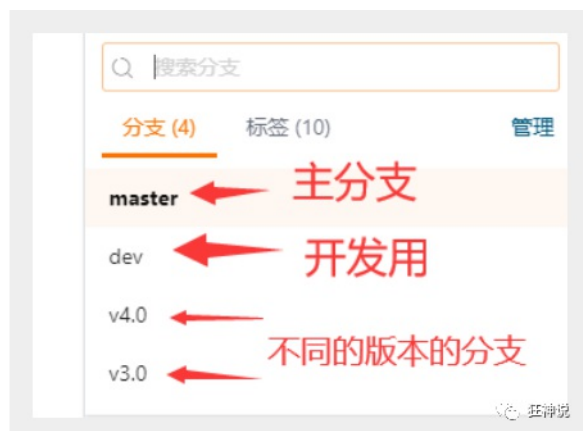 搜索分支
分支 (4) 标签 (10) 管理
master 主分支
dev 开发用
v4.0
不同的版本的分支
v3.0
狂神说